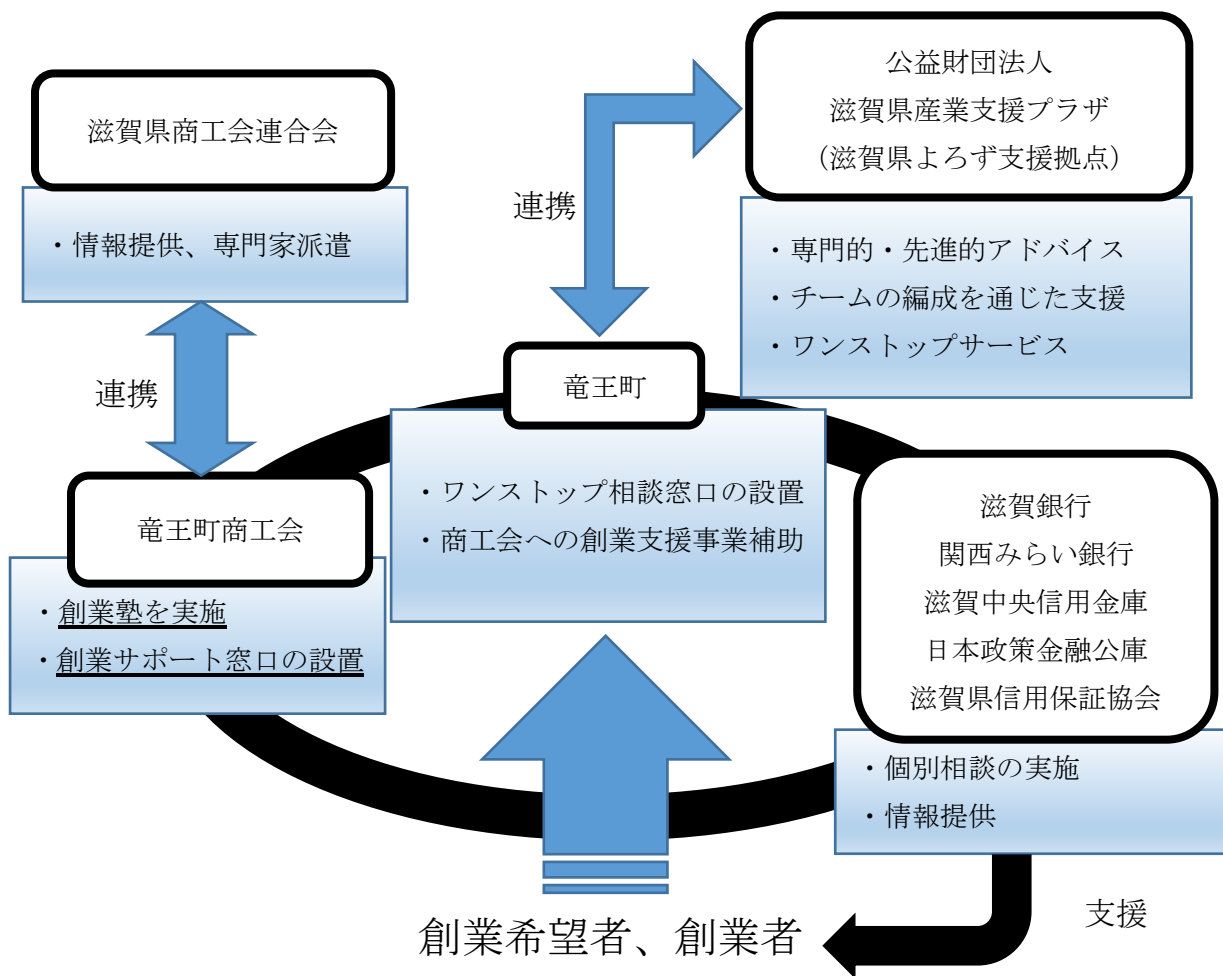 滋賀県商工会連合会
・情報提供、専門家派遣
連携
公益財団法人
滋賀県産業支援プラザ
（滋賀県よろず支援拠点）
・専門的・先進的アドバイス
・チームの編成を通じた支援
・ワンストップサービス
連携
竜王町
・ワンストップ相談窓口の設置
・商工会への創業支援事業補助
竜王町商工会
・創業塾を実施
・創業サポート窓口の設置
滋賀銀行
関西みらい銀行
滋賀中央信用金庫
日本政策金融公庫
滋賀県信用保証協会
・個別相談の実施
・情報提供
支援
創業希望者、創業者